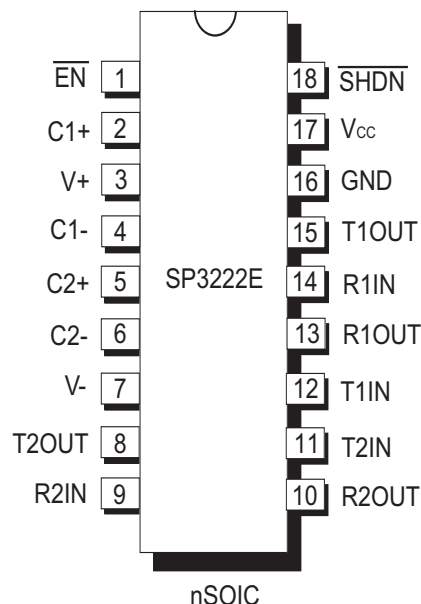 EN 1 18 SHDN
C1+ 2 17 Vcc
V+ 3 16 GND
C1- 4 15 T1OUT
C2+ 5 SP3222E 14 R1IN
C2- 6 13 R1OUT
V- 7 12 T1IN
T2OUT 8 11 T2IN
R2IN 9 10 R2OUT
nSOIC